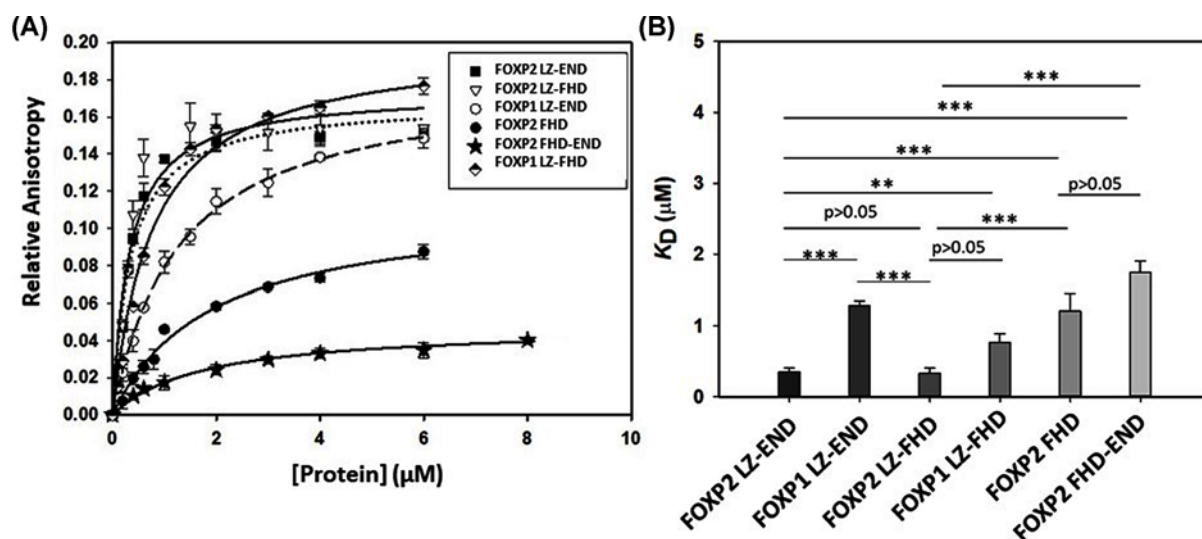 (A)
0.20
0.18
0.16
0.14
0.12
0.10
0.08
0.06
0.04
0.02
0.00
Relative Anisotropy
FOXP2 LZ-END
FOXP2 LZ-FHD
FOXP1 LZ-END
FOXP2 FHD
FOXP2 FHD-END
FOXP1 LZ-FHD
0 2 4 6 8 10
[Protein] (µM)
(B)
5
4
3
2
1
0
KD (µM)
***
***
***
** p>0.05
p>0.05 ***
p>0.05
*** ***
FOXP2 LZ-END
FOXP1 LZ-END
FOXP2 LZ-FHD
FOXP1 LZ-FHD
FOXP2 FHD
FOXP2 FHD-END